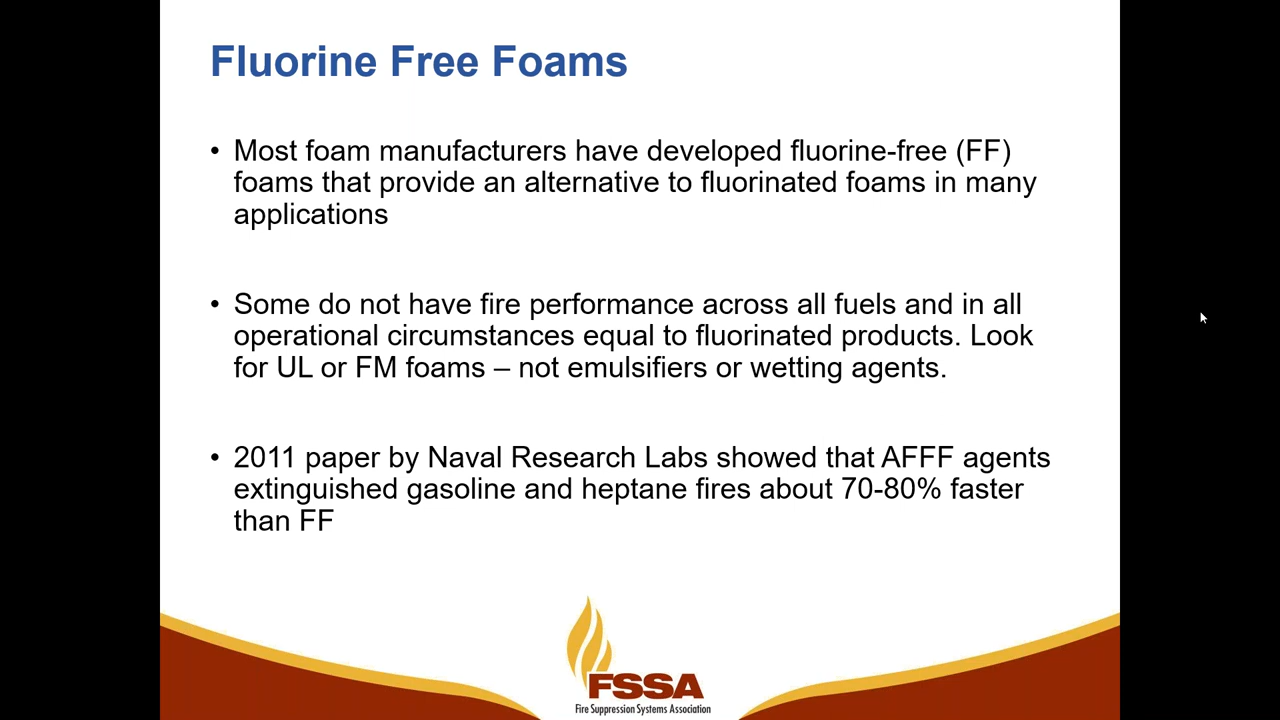 Fluorine Free Foams
• Most foam manufacturers have developed fluorine-free (FF)
foams that provide an alternative to fluorinated foams in many
applications
• Some do not have fire performance across all fuels and in all
operational circumstances equal to fluorinated products. Look
for UL or FM foams – not emulsifiers or wetting agents.
• 2011 paper by Naval Research Labs showed that AFFF agents
extinguished gasoline and heptane fires about 70-80% faster
than FF
FSSA
Fire Suppression Systems Association